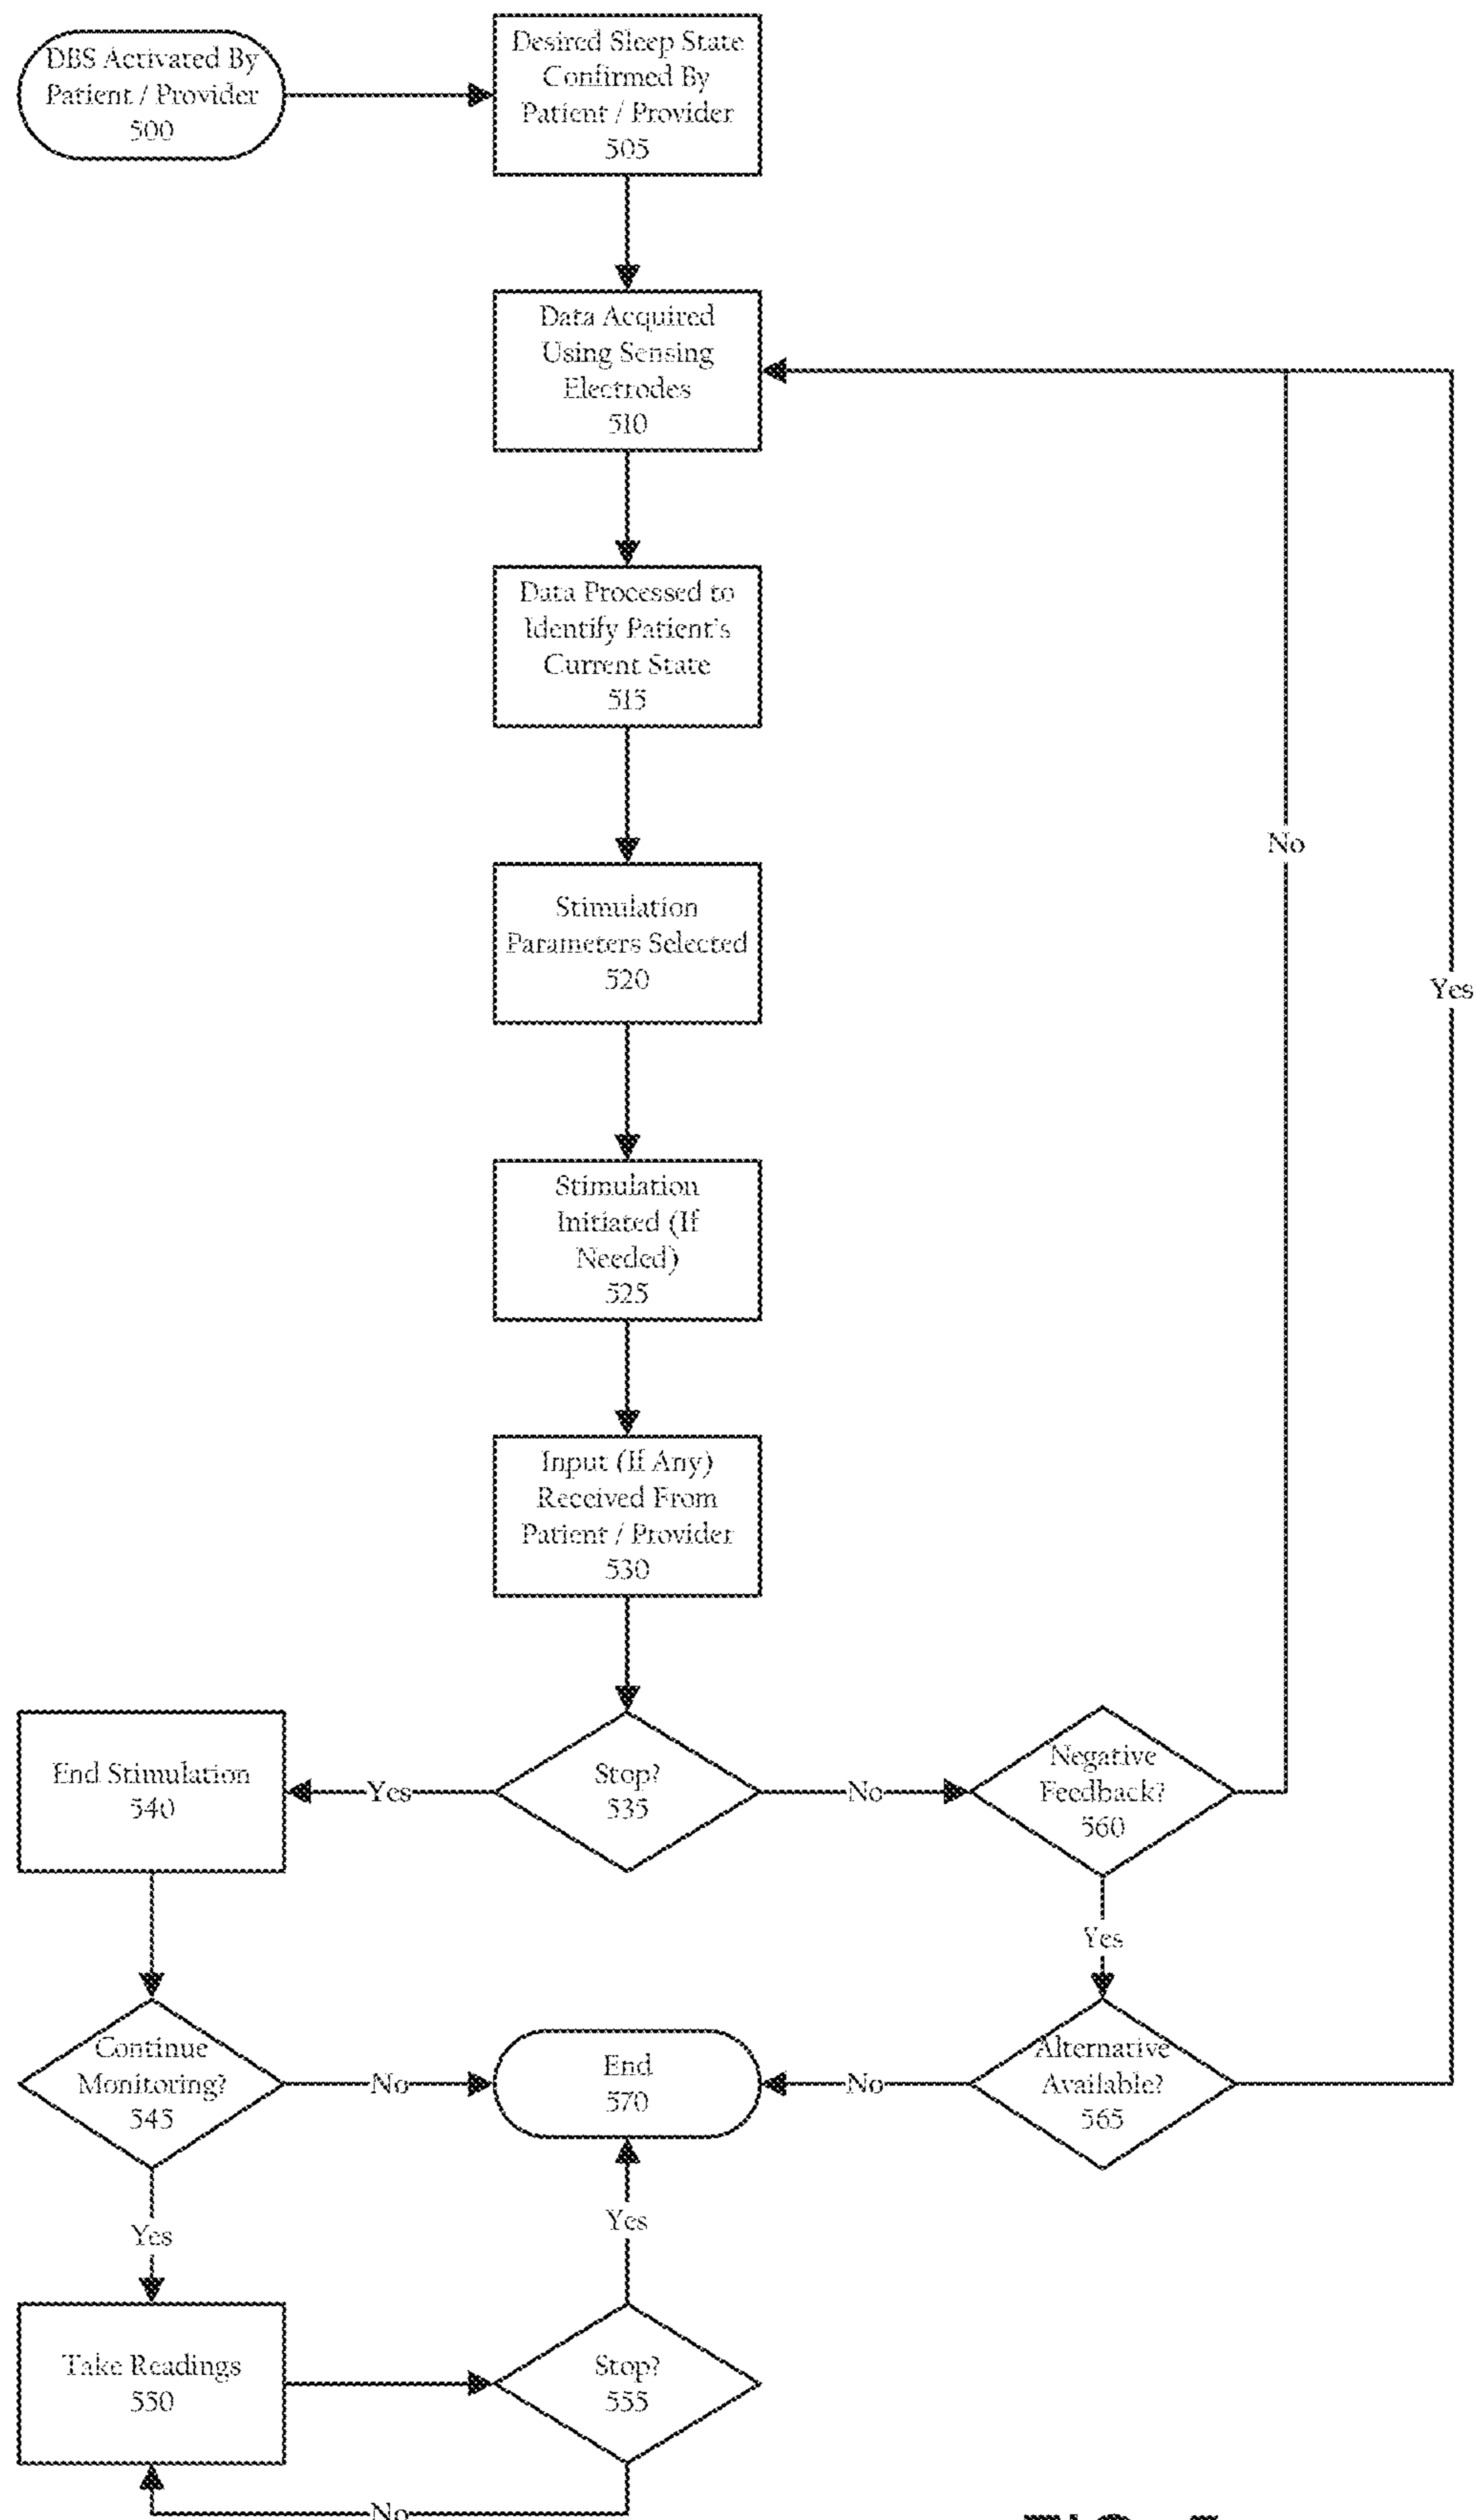 DBS Activated By
Patient / Provider
500
Desired Sleep State
Confirmed By
Patient / Provider
505
Data Acquired
Using Sensing
Electrodes
510
Data Processed to
Identify Patient's
Current State
515
No
Stimulation
Parameters Selected
520
Yes
Stimulation
Initiated (If
Needed)
525
Input (If Any)
Received From
Patient / Provider
530
End Stimulation
540
Yes
Stop?
535
No
Negative
Feedback?
560
Yes
Continue
Monitoring?
545
No
End
570
No
Alternative
Available?
565
Yes
Yes
Take Readings
550
Stop?
555
No